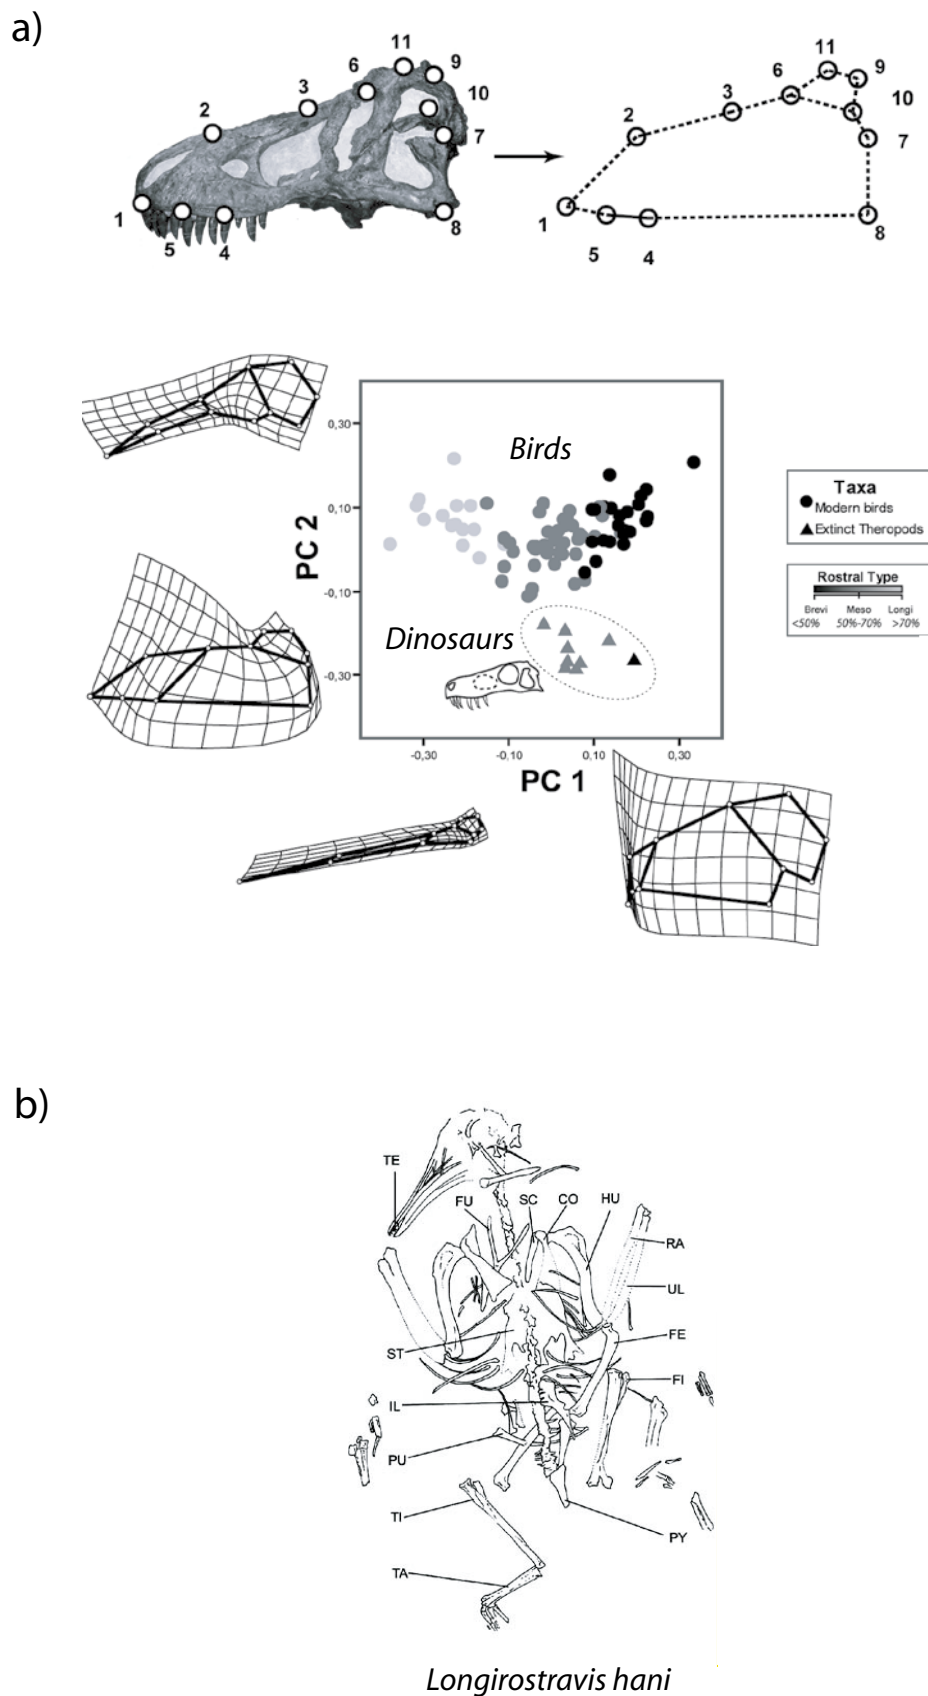 a)
11
6
9
3
10
2
7
1
5
4
8
11
6
9
3
10
2
7
1
5
4
8
Birds
Dinosaurs
PC 2
0,30
0,10
-0,10
-0,30
-0,30
-0,10
0,10
0,30
PC 1
Taxa
Modern birds
Extinct Theropods
Rostral Type
Brevi Meso Longi
<50% 50%-70% >70%
b)
TE
FU
SC
CO
HU
RA
UL
FE
ST
FI
IL
PU
TI
PY
TA
Longirostravis hani